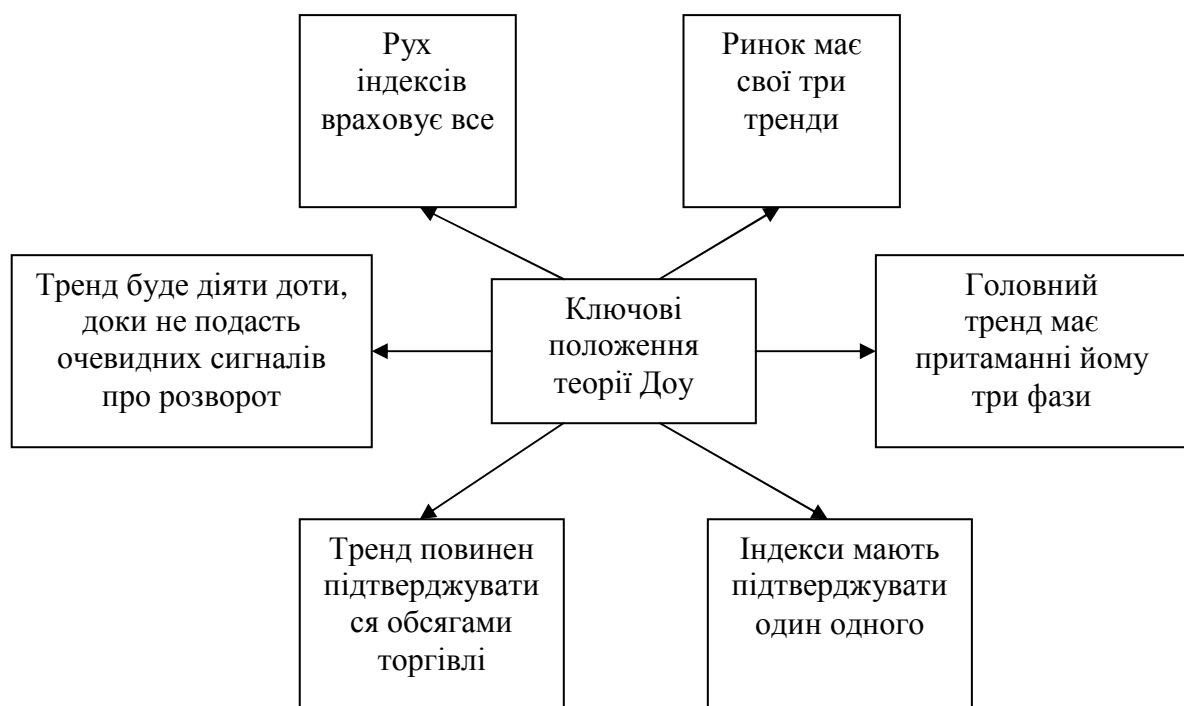 Рух
індексів
враховує все
Ринок має
свої три
тренди
Тренд буде діяти доти,
доки не подасть
очевидних сигналів
про розворот
Ключові
положення
теорії Доу
Головний
тренд має
притаманні йому
три фази
Тренд повинен
підтверджувати
ся обсягами
торгівлі
Індекси мають
підтверджувати
один одного